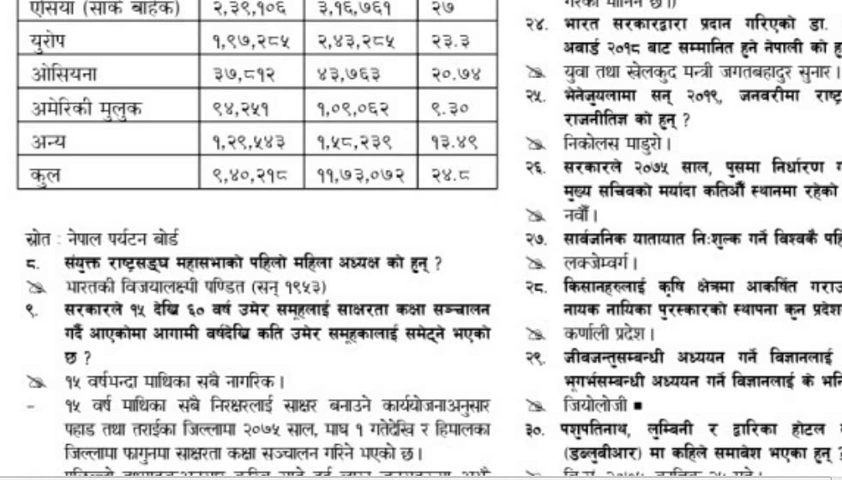 एसिया (सार्क बाहेक) २,३९,१०६ ३,१६,७६१ २७
युरोप १,९७,२८५ २,४३,२८५ २३.३
ओसियना ३७,८१२ ४३,७६३ २०.७४
अमेरिकी मुलुक ९४,२५१ १,०९,०६२ ९.३०
अन्य १,२९,५४३ १,५८,२३९ १३.४९
कुल ९,४०,२१८ ११,७३,०७२ २४.८
स्रोत : नेपाल पर्यटन बोर्ड
८. संयुक्त राष्ट्रसङ्घ महासभाको पहिलो महिला अध्यक्ष को हुन् ?
भारतकी विजयालक्ष्मी पण्डित (सन् १९५३)
९. सरकारले १५ देखि ६० वर्ष उमेर समूहलाई साक्षरता कक्षा सञ्चालन
गर्दै आएकोमा आगामी वर्षदेखि कति उमेर समूहकालाई समेट्ने भएको
छ ?
१५ वर्षभन्दा माथिका सबै नागरिक ।
– १५ वर्ष माथिका सबै निरक्षरलाई साक्षर बनाउने कार्ययोजनाअनुसार
पहाड तथा तराईका जिल्लामा २०७५ साल, माघ १ गतेदेखि र हिमालका
जिल्लामा फागुनमा साक्षरता कक्षा सञ्चालन गरिने भएको छ ।
२४. भारत सरकारद्वारा प्रदान गरिएको डा.
अवार्ड २०१८ बाट सम्मानित हुने नेपाली को
युवा तथा खेलकुद मन्त्री जगतबहादुर सुनार ।
२५. भेनेजुयलामा सन् २०१९, जनवरीमा
राजनीतिज्ञ को हुन् ?
निकोलस माडुरो ।
२६. सरकारले २०७५ साल, पुसमा निर्धारण
मुख्य सचिवको मर्यादा कतिऔँ स्थानमा रहेको
नवौँ ।
२७. सार्वजनिक यातायात निःशुल्क गर्ने विश्वकै
लक्जेम्वर्ग ।
२८. किसानहरुलाई कृषि क्षेत्रमा आकर्षित
नायक नायिका पुरस्कारको स्थापना कुन
कर्णाली प्रदेश ।
२९. जीवजन्तुसम्बन्धी अध्ययन गर्ने विज्ञानलाई
भूगर्भसम्बन्धी अध्ययन गर्ने विज्ञानलाई के
जियोलोजी ■
३०. पशुपतिनाथ, लुम्बिनी र द्वारिका होटल
(डब्लुबीआर) मा कहिले समावेश भएका हुन् ?